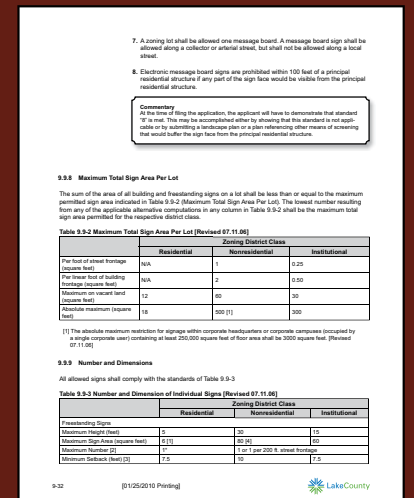 7. A zoning lot shall be allowed one message board. A message board sign shall be
allowed along a collector or arterial street, but shall not be allowed along a local
street.
8. Electronic message board signs are prohibited within 100 feet of a principal
residential structure if any part of the sign face would be visible from the principal
residential structure.
Commentary
At the time of filing the application, the applicant will have to demonstrate that standard
"8" is met. This may be accomplished either by showing that this standard is not appli-
cable or by submitting a landscape plan or a plan referencing other means of screening
that would buffer the sign face from the principal residential structure.
9.9.8 Maximum Total Sign Area Per Lot
The sum of the area of all building and freestanding signs on a lot shall be less than or equal to the maximum
permitted sign area indicated in Table 9.9-2 (Maximum Total Sign Area Per Lot). The lowest number resulting
from any of the applicable alternative computations in any column in Table 9.9-2 shall be the maximum total
sign area permitted for the respective district class.
Table 9.9-2 Maximum Total Sign Area Per Lot [Revised 07.11.06]
Zoning District Class
Residential Nonresidential Institutional
Per foot of street frontage
(square feet) N/A 1 0.25
Per linear foot of building
frontage (square feet) N/A 2 0.50
Maximum on vacant land
(square feet) 12 60 30
Absolute maximum (square
feet) 18 500 [1] 300
[1] The absolute maximum restriction for signage within corporate headquarters or corporate campuses (occupied by
a single corporate user) containing at least 250,000 square feet of floor area shall be 3000 square feet. [Revised
07.11.06]
9.9.9 Number and Dimensions
All allowed signs shall comply with the standards of Table 9.9-3
Table 9.9-3 Number and Dimension of Individual Signs [Revised 07.11.06]
Zoning District Class
Residential Nonresidential Institutional
Freestanding Signs
Maximum Height (feet) 5 30 15
Maximum Sign Area (square feet) 6 [1] 80 [4] 60
Maximum Number [2] 1* 1 or 1 per 200 ft. street frontage
Minimum Setback (feet) [3] 7.5 10 7.5
9-32 [01/25/2010 Printing] LakeCounty